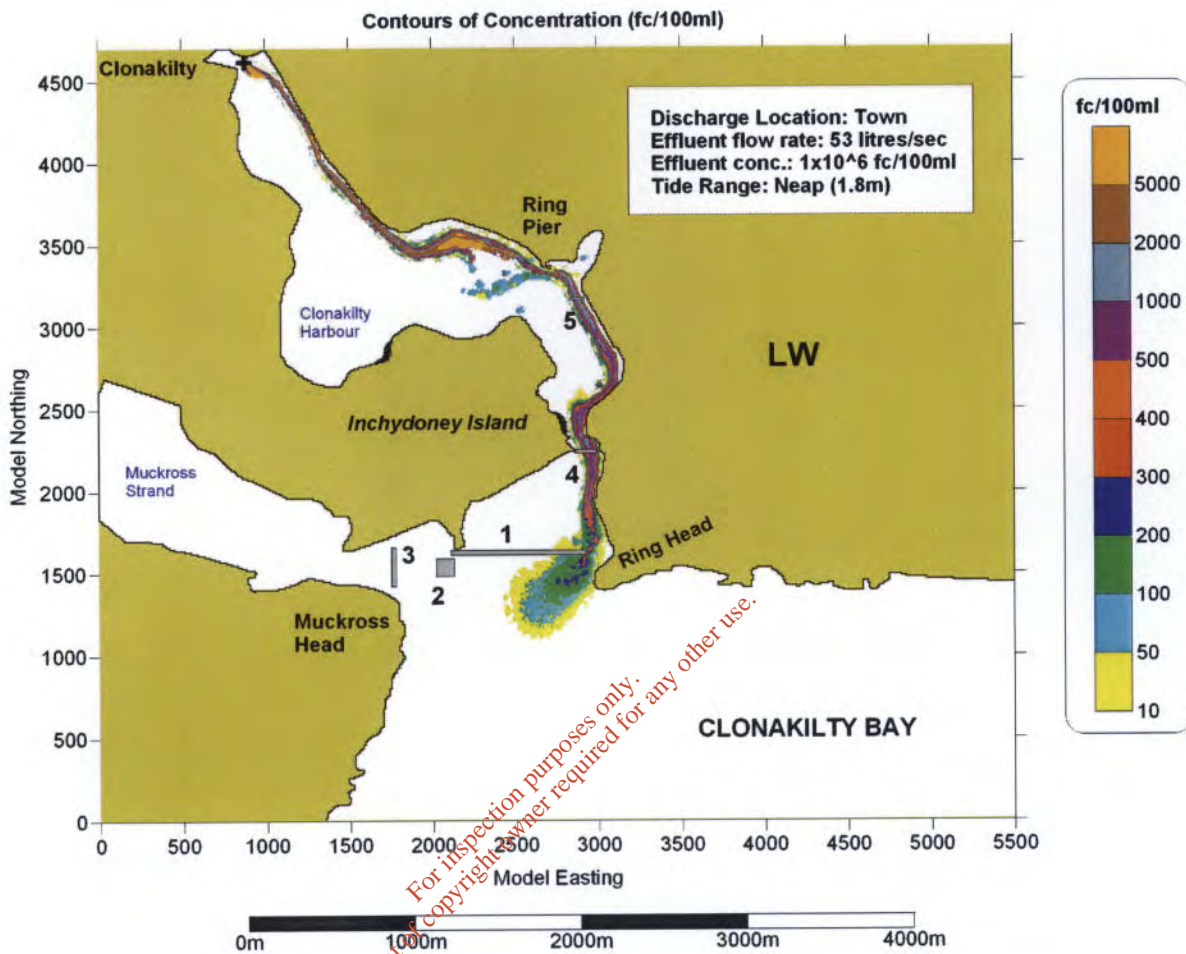 Contours of Concentration (fc/100ml)
Clonakilty
Discharge Location: Town
Effluent flow rate: 53 litres/sec
Effluent conc.: 1x10^6 fc/100ml
Tide Range: Neap (1.8m)
fc/100ml
5000
2000
1000
500
400
300
200
100
50
10
Ring
Pier
Clonakilty
Harbour
5
LW
Inchydoney Island
Muckross
Strand
4
1
3
2
Ring Head
Muckross
Head
CLONAKILTY BAY
Model Northing
4500
4000
3500
3000
2500
2000
1500
1000
500
0
0
500
1000
1500
2000
2500
3000
3500
4000
4500
5000
5500
Model Easting
0m
1000m
2000m
3000m
4000m
For inspection purposes only.
of copyright owner required for any other use.